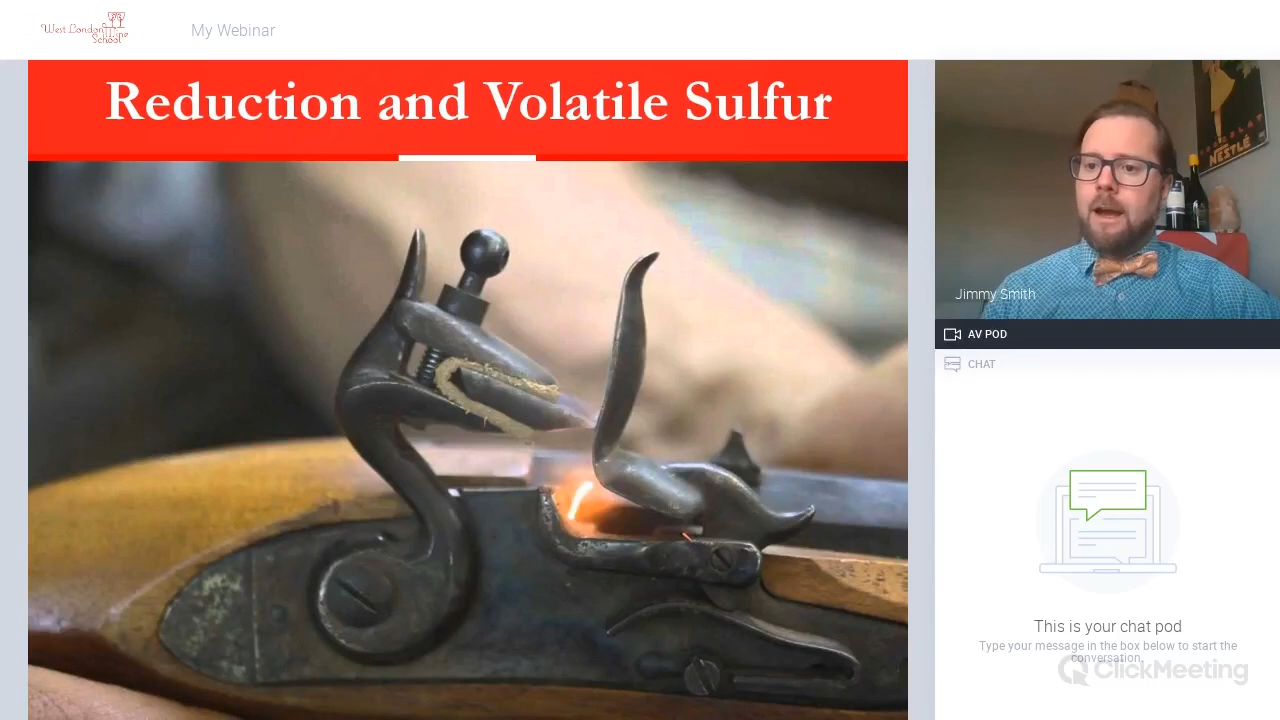 West London
Wine
School
My Webinar
Reduction and Volatile Sulfur
NESTLÉ
Jimmy Smith
AV POD
CHAT
This is your chat pod
Type your message in the box below to start the
conversation.
ClickMeeting